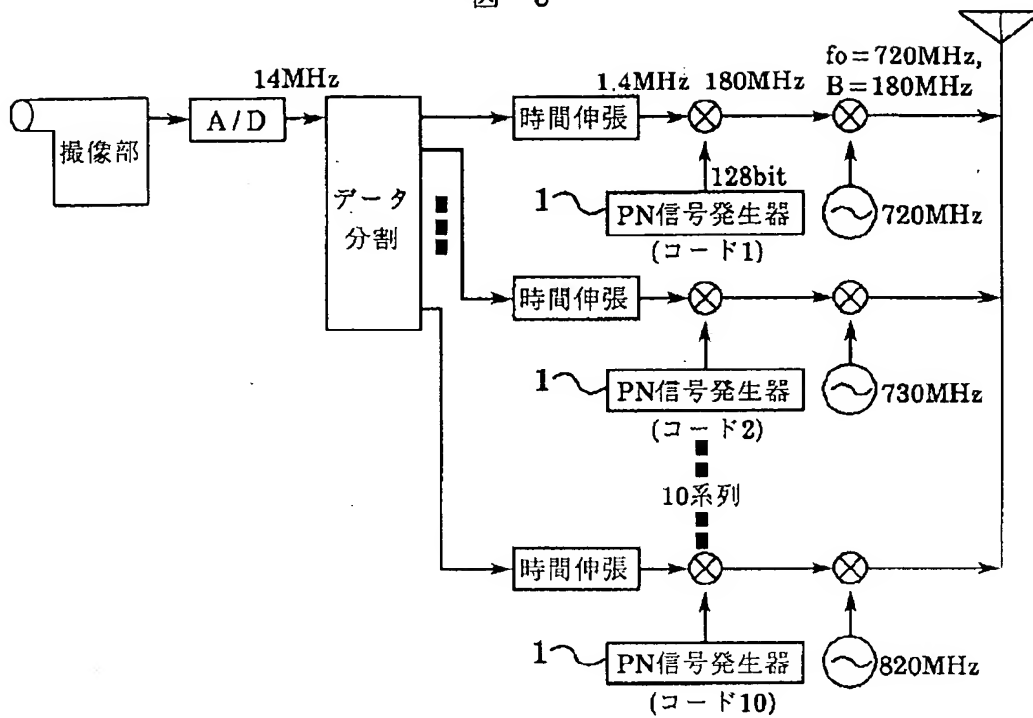 14MHz
撮像部
A/D
データ
分割
時間伸張
1.4MHz 180MHz
fo=720MHz,
B=180MHz
128bit
1
PN信号発生器
(コード1)
720MHz
時間伸張
1
PN信号発生器
(コード2)
730MHz
10系列
時間伸張
1
PN信号発生器
(コード10)
820MHz